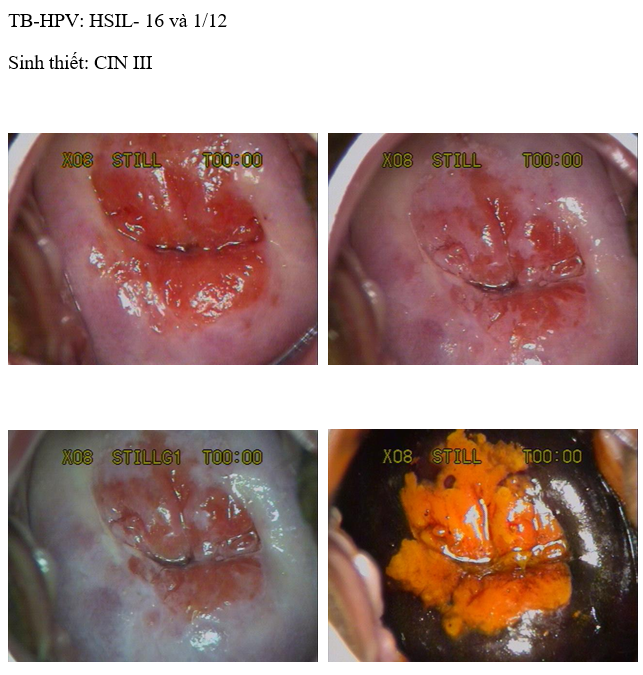 TB-HPV: HSIL- 16 và 1/12
Sinh thiết: CIN III
X08 STILL T00:00
X08 STILL T00:00
X08 STILLG1 T00:00
X08 STILL T00:00